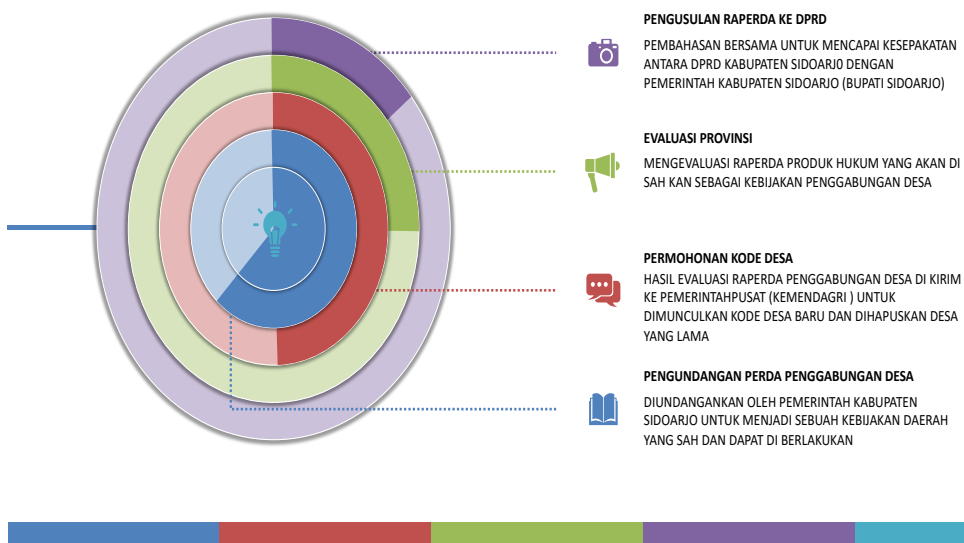 PENGUSULAN RAPERDA KE DPRD
PEMBAHASAN BERSAMA UNTUK MENCAPAI KESEPAKATAN
ANTARA DPRD KABUPATEN SIDOARJO DENGAN
PEMERINTAH KABUPATEN SIDOARJO (BUPATI SIDOARJO)
EVALUASI PROVINSI
MENGEVALUASI RAPERDA PRODUK HUKUM YANG AKAN DI
SAH KAN SEBAGAI KEBIJAKAN PENGGABUNGAN DESA
PERMOHONAN KODE DESA
HASIL EVALUASI RAPERDA PENGGABUNGAN DESA DI KIRIM
KE PEMERINTAHPUSAT (KEMENDAGRI ) UNTUK
DIMUNCULKAN KODE DESA BARU DAN DIHAPUSKAN DESA
YANG LAMA
PENGUNDANGAN PERDA PENGGABUNGAN DESA
DIUNDANGANKAN OLEH PEMERINTAH KABUPATEN
SIDOARJO UNTUK MENJADI SEBUAH KEBIJAKAN DAERAH
YANG SAH DAN DAPAT DI BERLAKUKAN